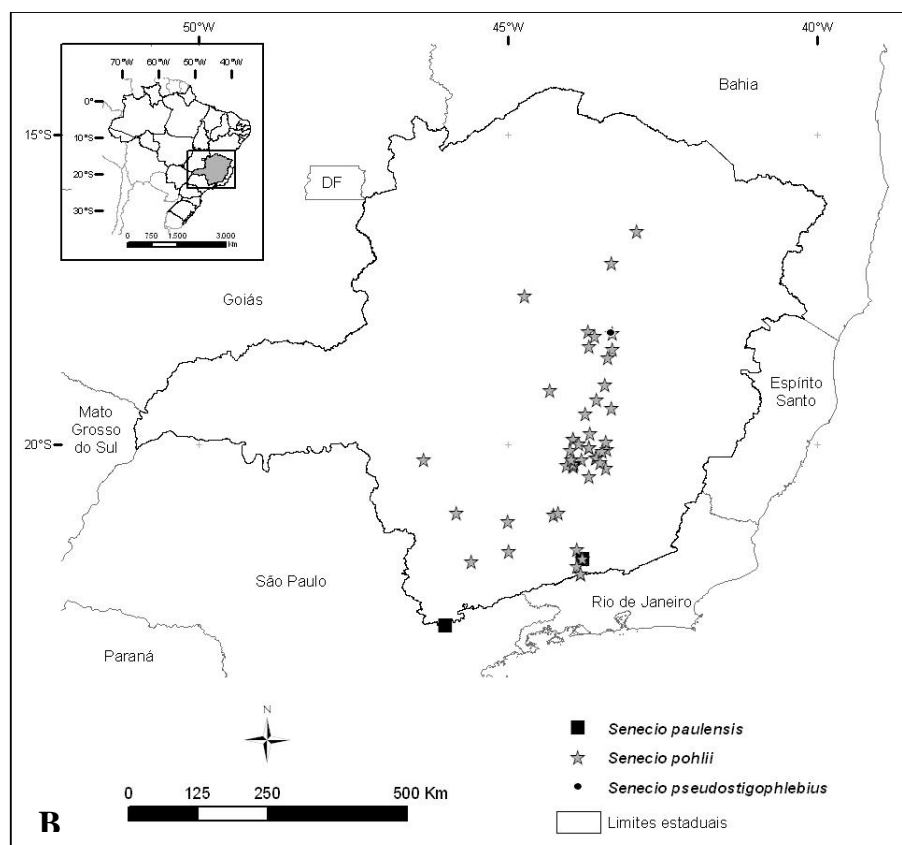 50°W 45°W 40°W
70°W 60°W 50°W 40°W
0°
10°S
20°S
30°S
0 750 1.500 3.000
Km
Bahia
15°S
DF
Goiás
Mato
Grosso
do Sul
Espírito
Santo
20°S
São Paulo
Rio de Janeiro
Paraná
N
Senecio paulensis
Senecio pohlii
Senecio pseudostigophlebius
Limites estaduais
0 125 250 500 Km
B